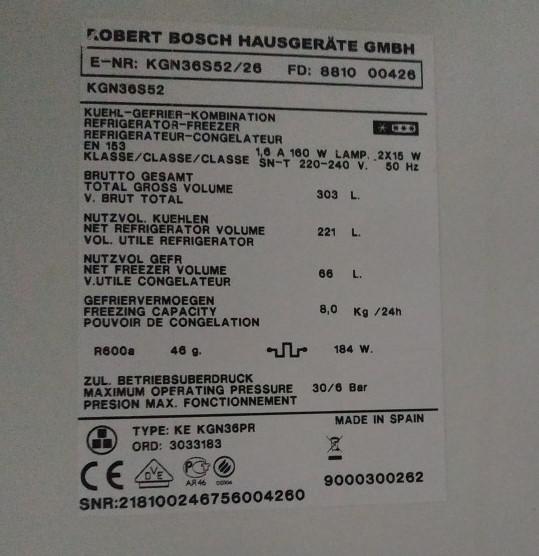 ROBERT BOSCH HAUSGERÄTE GMBH
E-NR: KGN36S52/26 FD: 8810 00426
KGN36S52
KUEHL-GEFRIER-KOMBINATION
REFRIGERATOR-FREEZER
REFRIGERATEUR-CONGELATEUR
EN 153
KLASSE/CLASSE/CLASSE 1,6 A 160 W LAMP. 2X15 W
SN-T 220-240 V. 50 Hz
BRUTTO GESAMT
TOTAL GROSS VOLUME 303 L.
V. BRUT TOTAL
NUTZVOL. KUEHLEN
NET REFRIGERATOR VOLUME 221 L.
VOL. UTILE REFRIGERATOR
NUTZVOL GEFR
NET FREEZER VOLUME 66 L.
V.UTILE CONGELATEUR
GEFRIERVERMOEGEN
FREEZING CAPACITY 8,0 Kg /24h
POUVOIR DE CONGELATION
R600a 46 g. 184 W.
ZUL. BETRIEBSUBERDRUCK
MAXIMUM OPERATING PRESSURE 30/6 Bar
PRESION MAX. FONCTIONNEMENT
MADE IN SPAIN
TYPE: KE KGN36PR
ORD: 3033183
CE DVE PC AR46
9000300262
SNR:218100246756004260